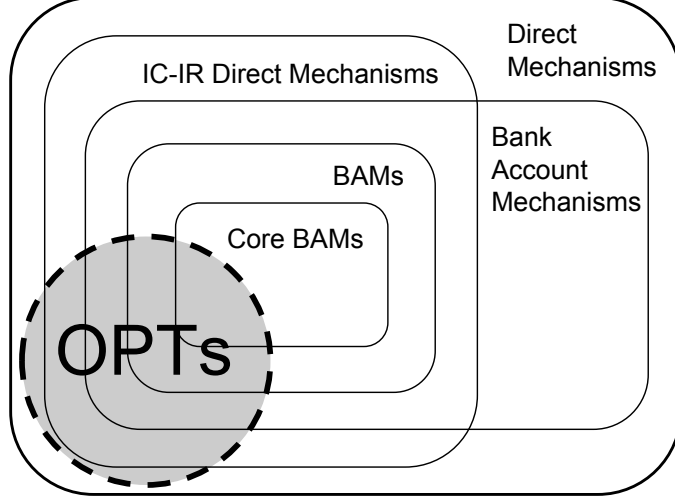 Direct
Mechanisms
IC-IR Direct Mechanisms
Bank
Account
Mechanisms
BAMs
Core BAMs
OPTs